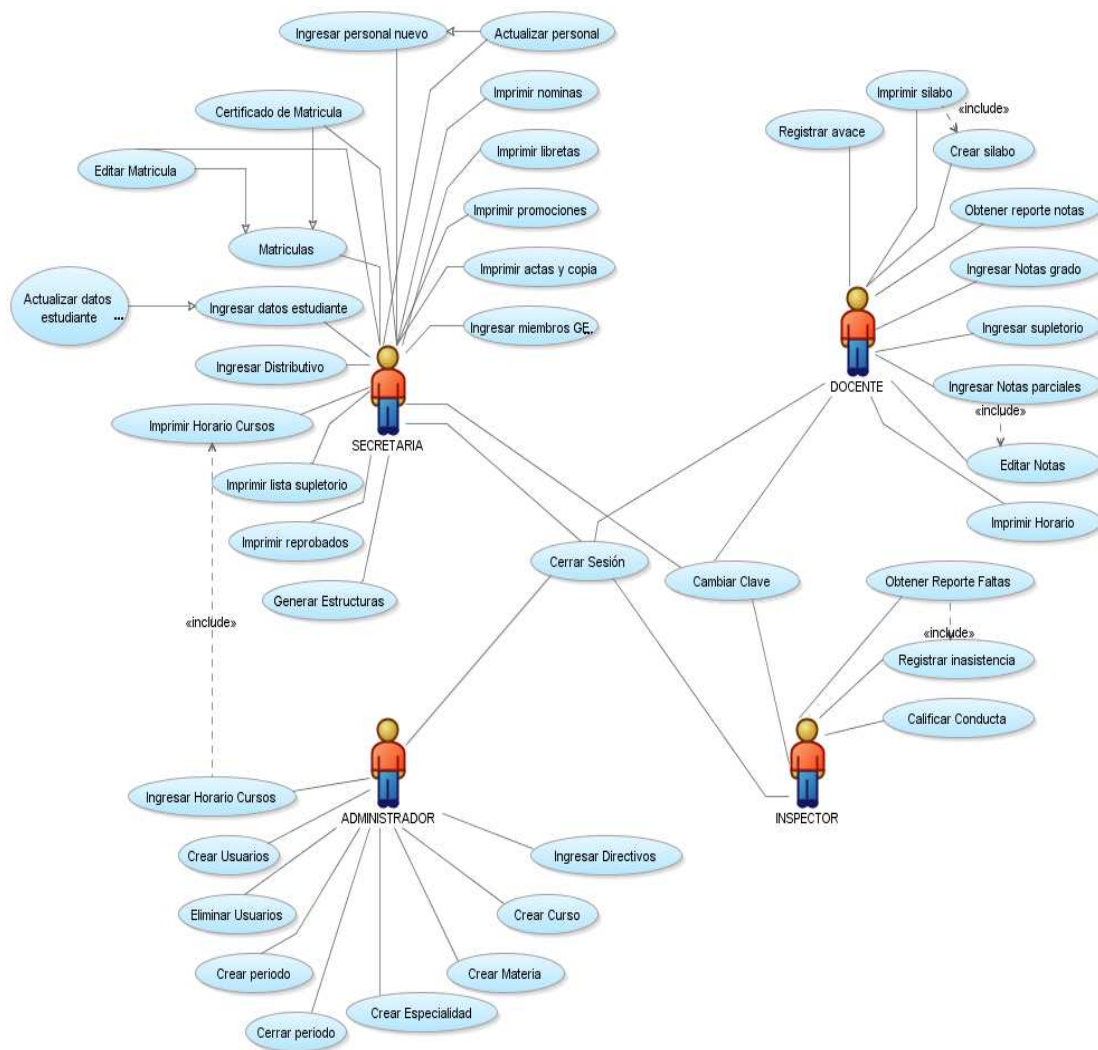 Ingresar personal nuevo
Actualizar personal
Imprimir nominas
Certificado de Matricula
Imprimir libretas
Editar Matricula
Imprimir promociones
Matriculas
Imprimir actas y copia
Actualizar datos
estudiante ...
Ingresar datos estudiante
Ingresar miembros GE...
Ingresar Distributivo
Imprimir Horario Cursos
SECRETARIA
Imprimir lista supletorio
Imprimir reprobados
Generar Estructuras
«include»
Imprimir silabo
«include»
Registrar avace
Crear silabo
Obtener reporte notas
Ingresar Notas grado
Ingresar supletorio
DOCENTE
Ingresar Notas parciales
«include»
Editar Notas
Imprimir Horario
Cerrar Sesión
Cambiar Clave
Obtener Reporte Faltas
«include»
Registrar inasistencia
Calificar Conducta
INSPECTOR
Ingresar Horario Cursos
ADMINISTRADOR
Crear Usuarios
Ingresar Directivos
Eliminar Usuarios
Crear Curso
Crear periodo
Crear Materia
Crear Especialidad
Cerrar periodo